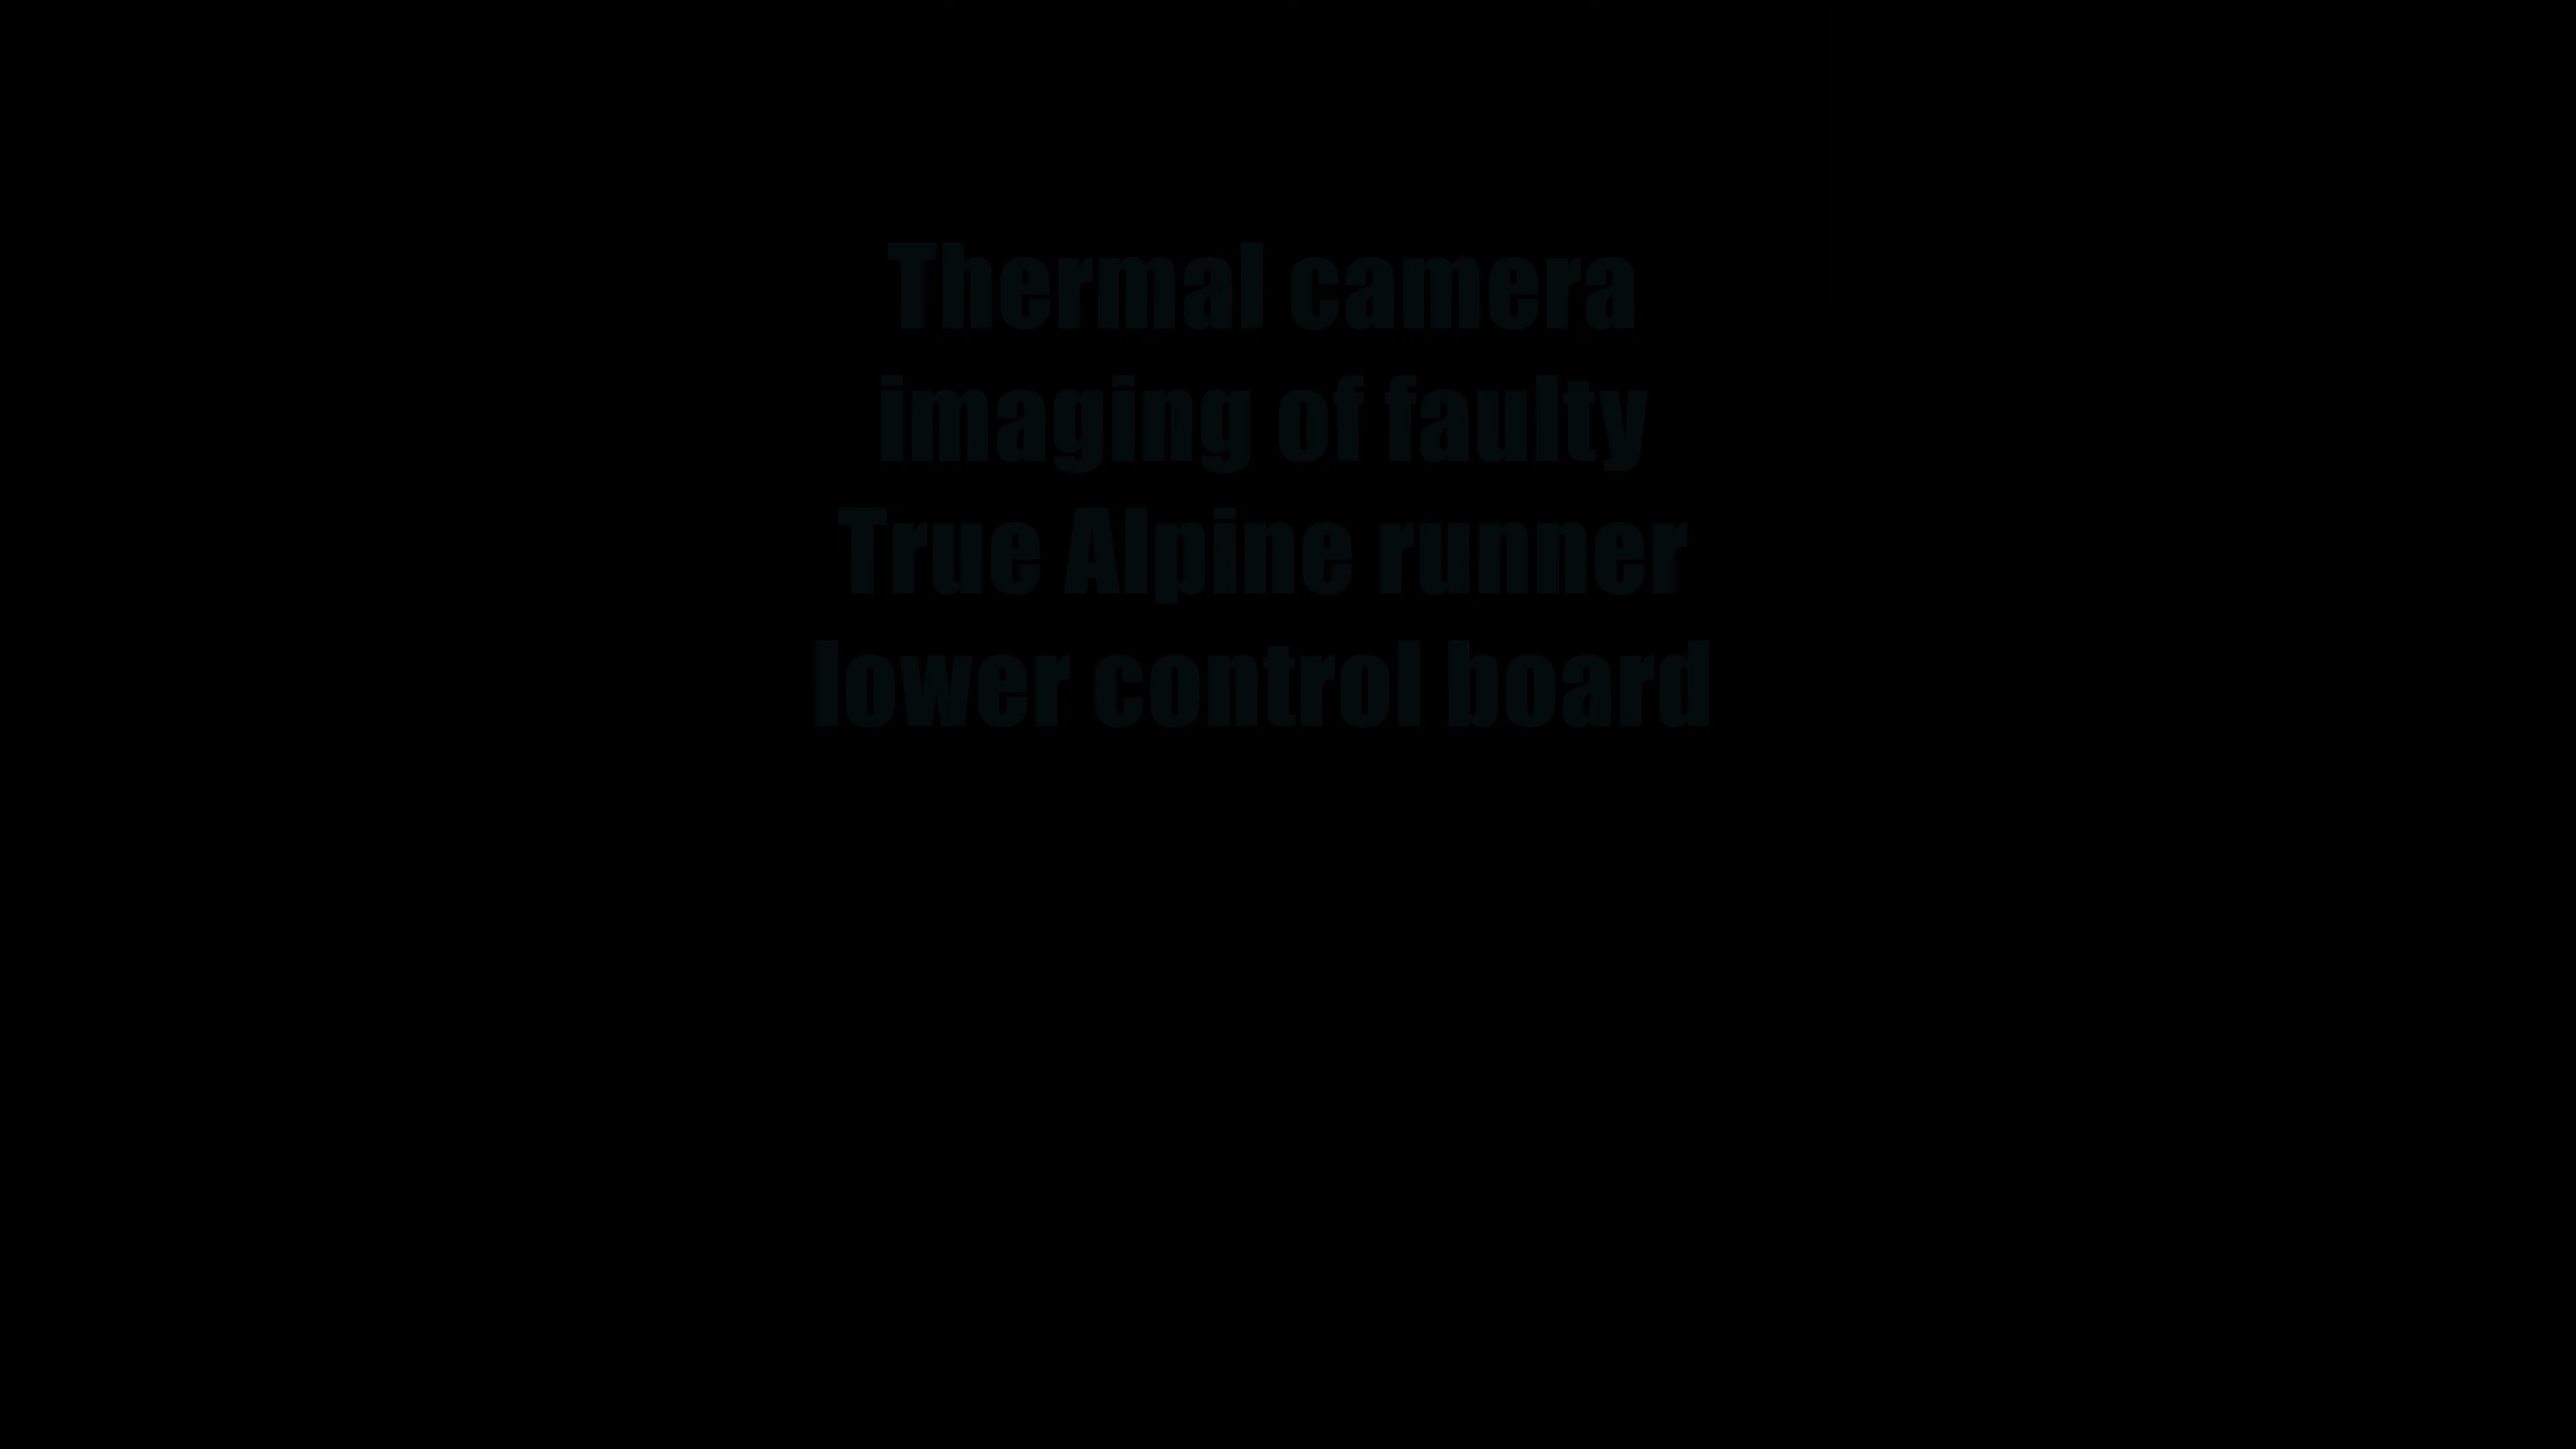 Thermal camera
imaging of faulty
True Alpine runner
lower control board